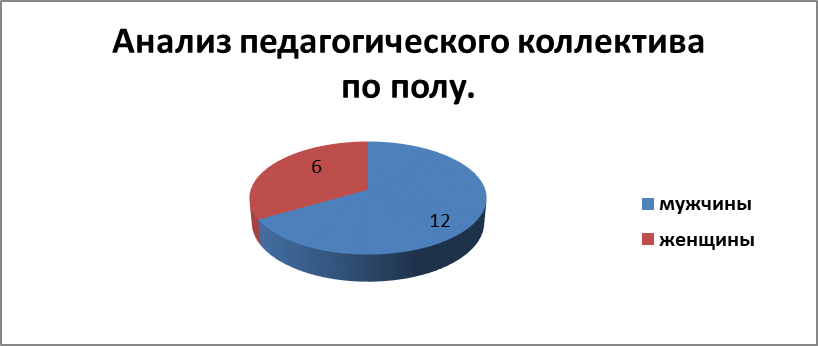 Анализ педагогического коллектива
по полу.
6
12
мужчины
женщины